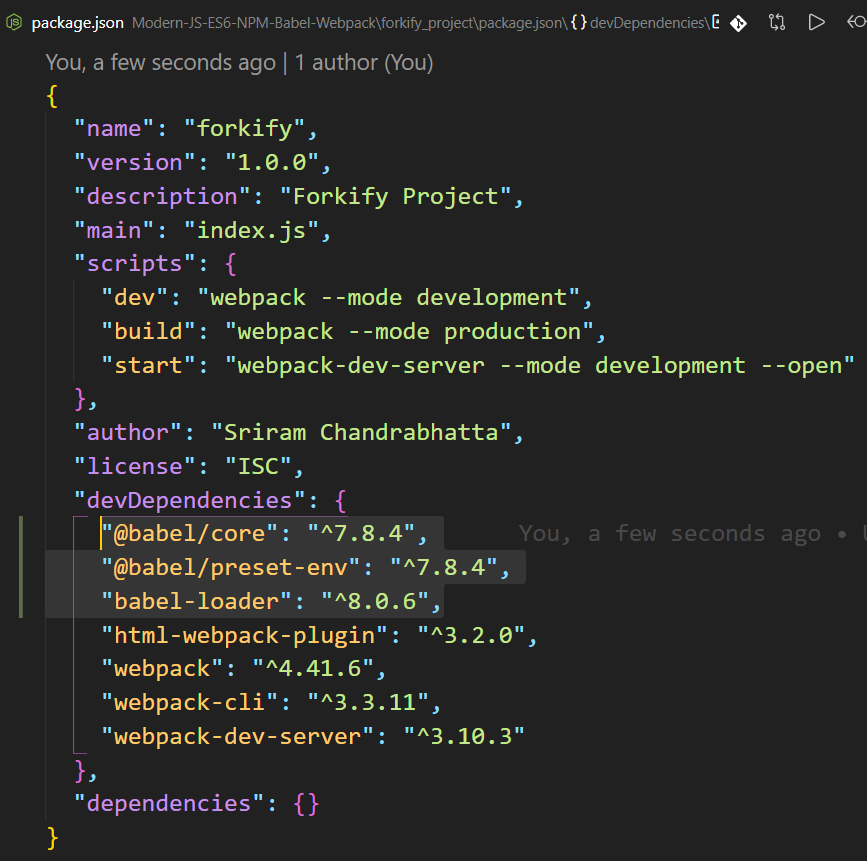 package.json Modern-JS-ES6-NPM-Babel-Webpack\forkify_project\package.json\{}devDependencies\
You, a few seconds ago | 1 author (You)
{
"name": "forkify",
"version": "1.0.0",
"description": "Forkify Project",
"main": "index.js",
"scripts": {
"dev": "webpack --mode development",
"build": "webpack --mode production",
"start": "webpack-dev-server --mode development --open"
},
"author": "Sriram Chandrabhatta",
"license": "ISC",
"devDependencies": {
"@babel/core": "^7.8.4", You, a few seconds ago •
"@babel/preset-env": "^7.8.4",
"babel-loader": "^8.0.6",
"html-webpack-plugin": "^3.2.0",
"webpack": "^4.41.6",
"webpack-cli": "^3.3.11",
"webpack-dev-server": "^3.10.3"
},
"dependencies": {}
}